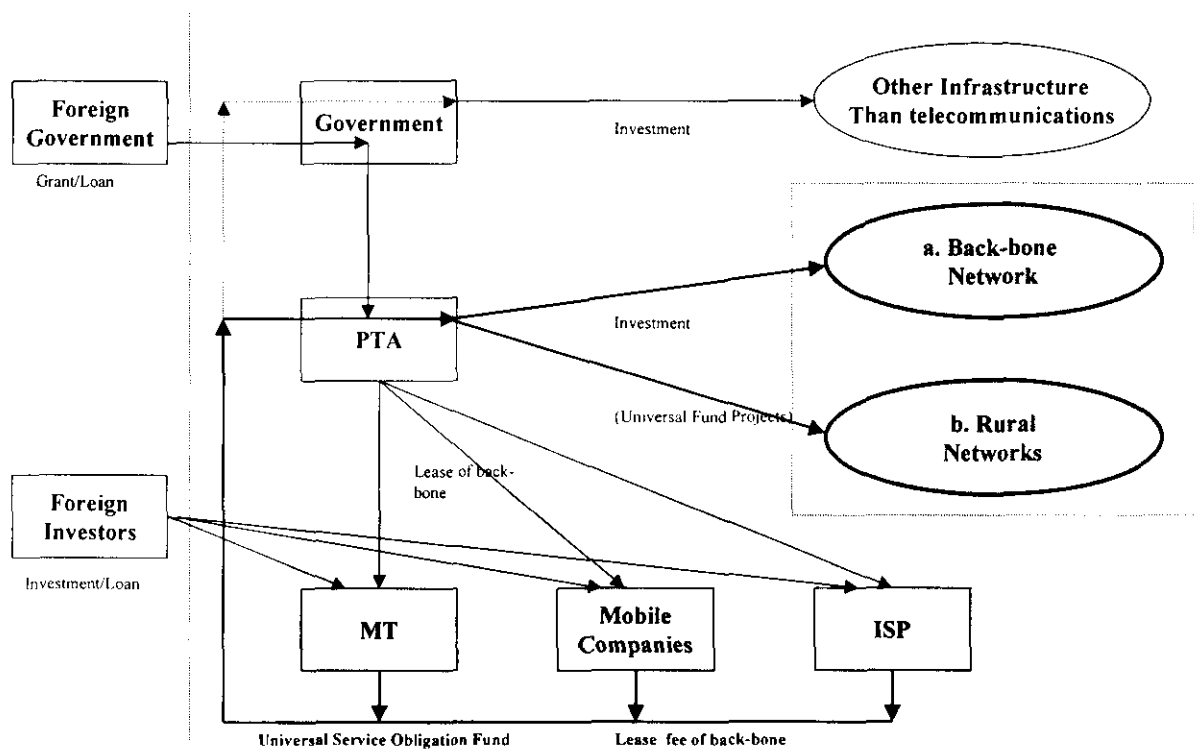 Foreign
Government
Grant/Loan
Government
Investment
Other Infrastructure
Than telecommunications
a. Back-bone
Network
PTA
Investment
(Universal Fund Projects)
b. Rural
Networks
Lease of back-
bone
Foreign
Investors
Investment/Loan
MT
Mobile
Companies
ISP
Universal Service Obligation Fund
Lease fee of back-bone